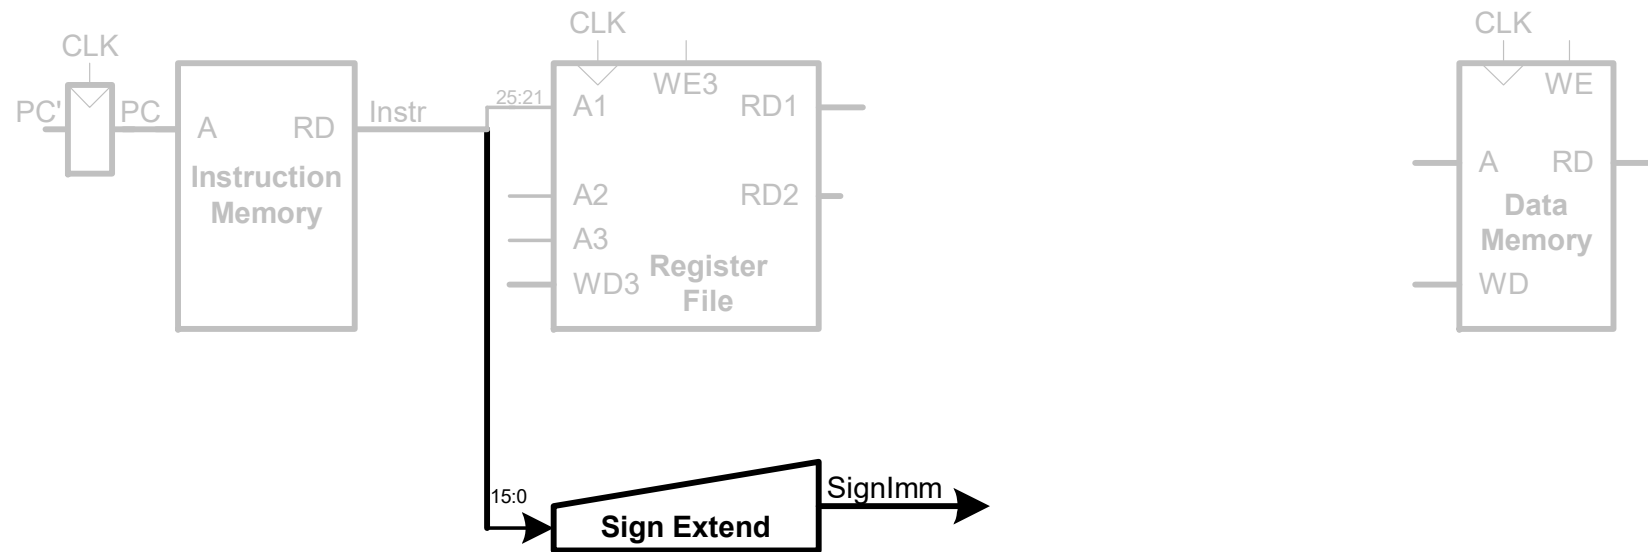 CLK
CLK
CLK
PC'
PC
A
RD
Instruction
Memory
Instr
25:21
A1
WE3
RD1
A2
RD2
A3
WD3
Register
File
WE
A
RD
Data
Memory
WD
15:0
Sign Extend
SignImm